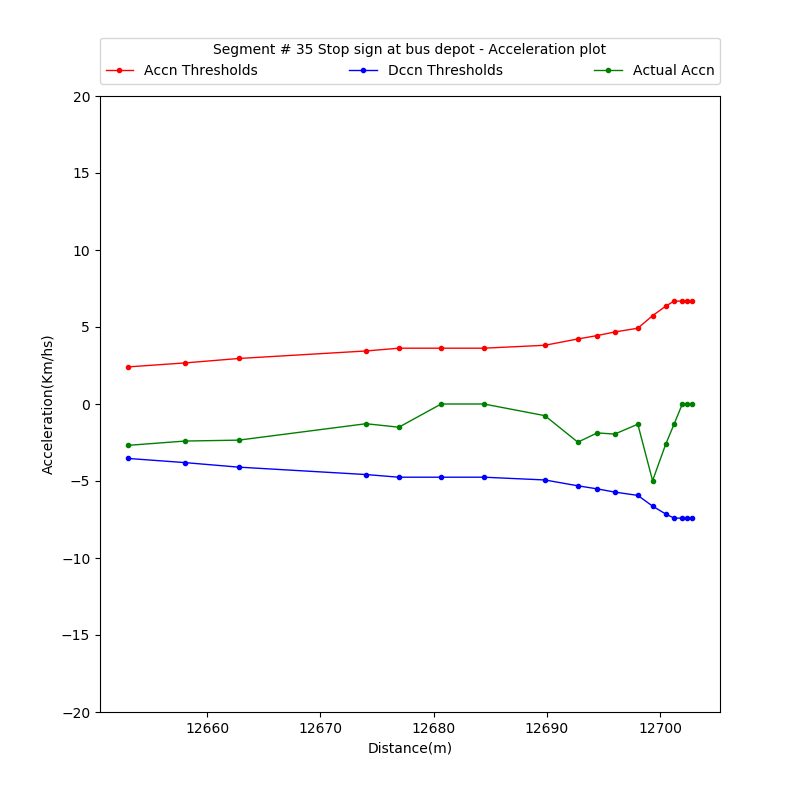 Segment # 35 Stop sign at bus depot - Acceleration plot
Accn Thresholds Dccn Thresholds Actual Accn
20
15
10
5
0
−5
−10
−15
−20
Acceleration(Km/hs)
12660 12670 12680 12690 12700
Distance(m)